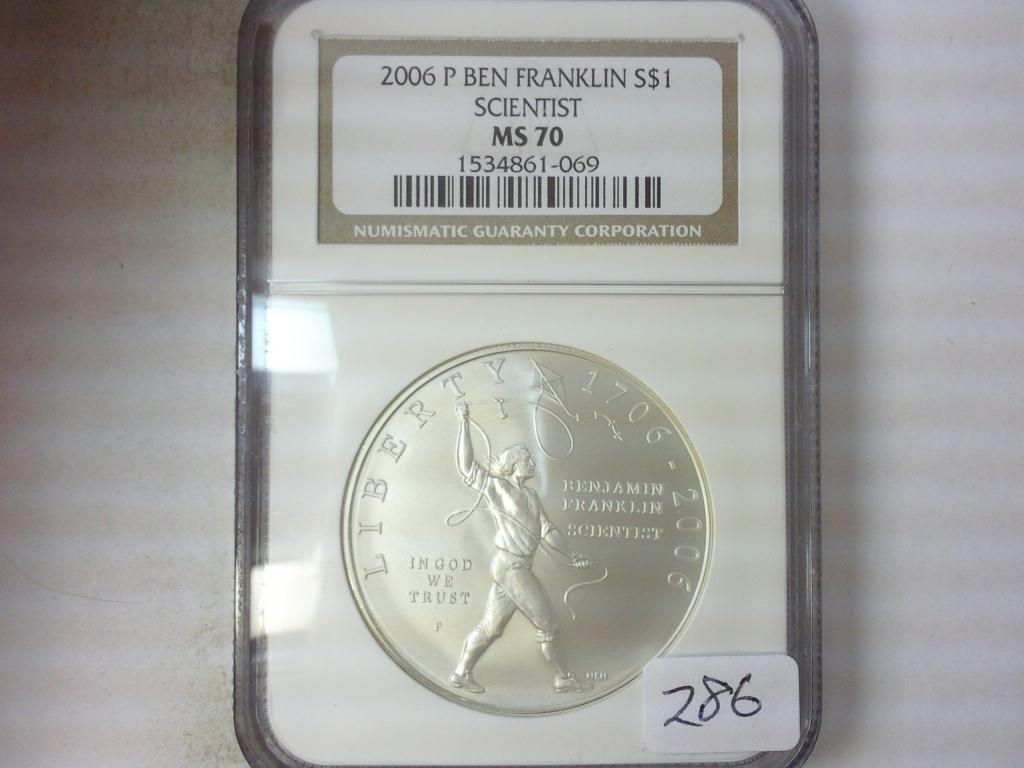 2006 P BEN FRANKLIN S$1
SCIENTIST
MS 70
1534861-069
NUMISMATIC GUARANTY CORPORATION
LIBERTY 1706-2006
BENJAMIN
FRANKLIN
SCIENTIST
IN GOD
WE
TRUST
P
286